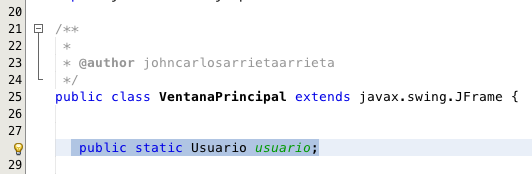 20
21 /**
22 *
23 * @author johncarlosarrietaarrieta
24 */
25 public class VentanaPrincipal extends javax.swing.JFrame {
26
27
public static Usuario usuario;
29